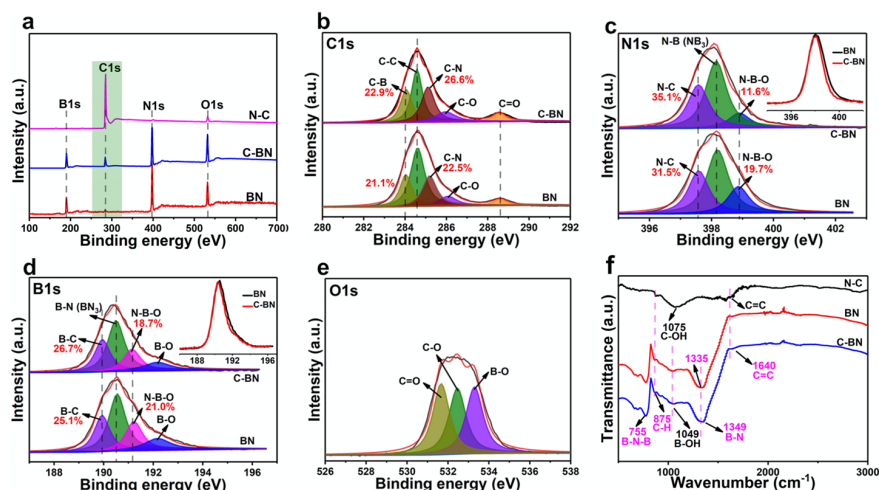 a
Intensity (a.u.)
B1s
C1s
N1s
O1s
N-C
C-BN
BN
100 200 300 400 500 600 700
Binding energy (eV)
b
C1s
Intensity (a.u.)
C-C
C-B
22.9%
C-N
26.6%
C-O
C=O
C-BN
21.1%
C-N
22.5%
C-O
BN
280 282 284 286 288 290 292
Binding energy (eV)
c
N1s
Intensity (a.u.)
N-B (NB3)
N-C
35.1%
N-B-O
11.6%
BN
C-BN
396 400
C-BN
N-C
31.5%
N-B-O
19.7%
BN
396 398 400 402
Binding energy (eV)
d
B1s
Intensity (a.u.)
B-N (BN3)
B-C
26.7%
N-B-O
18.7%
B-O
BN
C-BN
188 192 196
C-BN
B-C
25.1%
N-B-O
21.0%
B-O
BN
188 190 192 194 196
Binding energy (eV)
e
O1s
Intensity (a.u.)
C=O
C-O
B-O
526 528 530 532 534 536 538
Binding energy (eV)
f
Transmittance (a.u.)
N-C
C=C
1075
C-OH
BN
C-BN
1335
1640
C=C
755
B-N-B
875
C-H
1049
B-OH
1349
B-N
1000 2000 3000
Wavenumber (cm-1)